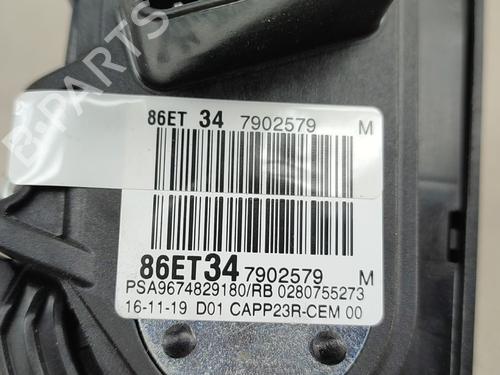 B-PARTS
86ET 34 7902579 M
86ET34 7902579 M
PSA9674829180/RB 0280755273
16-11-19 D01 CAPP23R-CEM 00